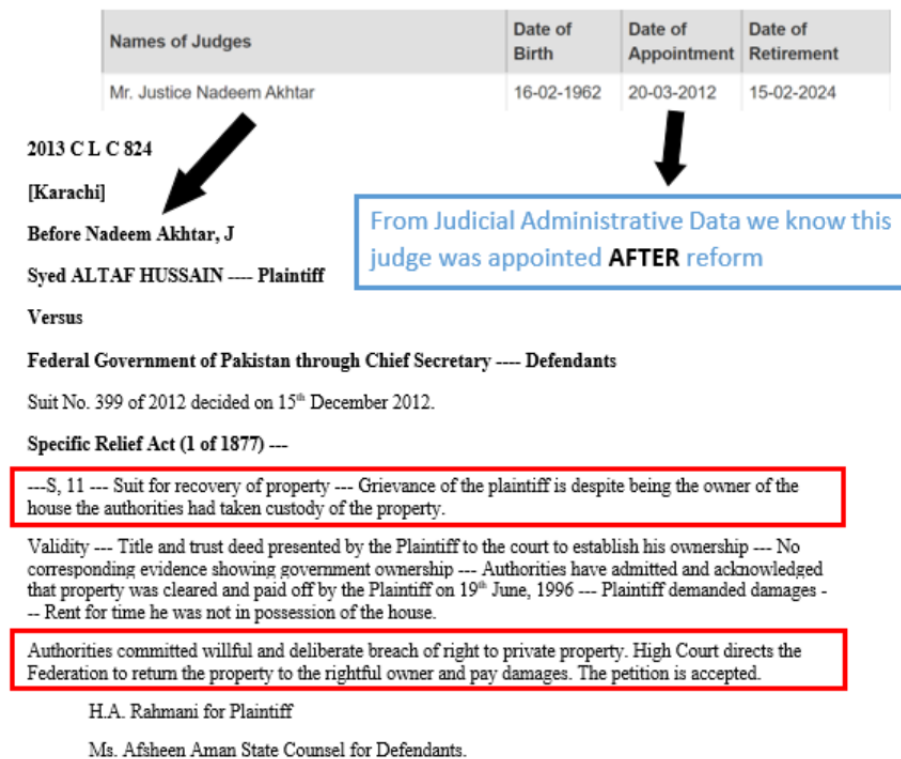 Names of Judges Date of Birth Date of Appointment Date of Retirement
Mr. Justice Nadeem Akhtar 16-02-1962 20-03-2012 15-02-2024
2013 C L C 824
[Karachi]
Before Nadeem Akhtar, J
From Judicial Administrative Data we know this
judge was appointed AFTER reform
Syed ALTAF HUSSAIN ---- Plaintiff
Versus
Federal Government of Pakistan through Chief Secretary ---- Defendants
Suit No. 399 of 2012 decided on 15th December 2012.
Specific Relief Act (1 of 1877) ---
---S, 11 --- Suit for recovery of property --- Grievance of the plaintiff is despite being the owner of the
house the authorities had taken custody of the property.
Validity --- Title and trust deed presented by the Plaintiff to the court to establish his ownership --- No
corresponding evidence showing government ownership --- Authorities have admitted and acknowledged
that property was cleared and paid off by the Plaintiff on 19th June, 1996 --- Plaintiff demanded damages -
-- Rent for time he was not in possession of the house.
Authorities committed willful and deliberate breach of right to private property. High Court directs the
Federation to return the property to the rightful owner and pay damages. The petition is accepted.
H.A. Rahmani for Plaintiff
Ms. Afsheen Aman State Counsel for Defendants.